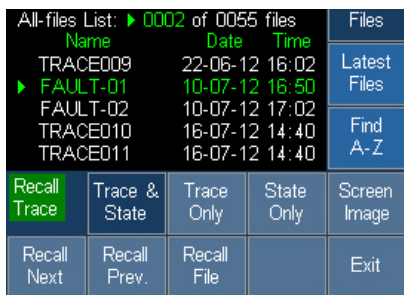 All-files List: 0002 of 0055 files
Files
Name Date Time
TRACE009 22-06-12 16:02
Latest
Files
FAULT-01 10-07-12 16:50
FAULT-02 10-07-12 17:02
TRACE010 16-07-12 14:40
Find
A-Z
TRACE011 16-07-12 14:40
Recall
Trace
Trace &
State
Trace
Only
State
Only
Screen
Image
Recall
Next
Recall
Prev.
Recall
File
Exit